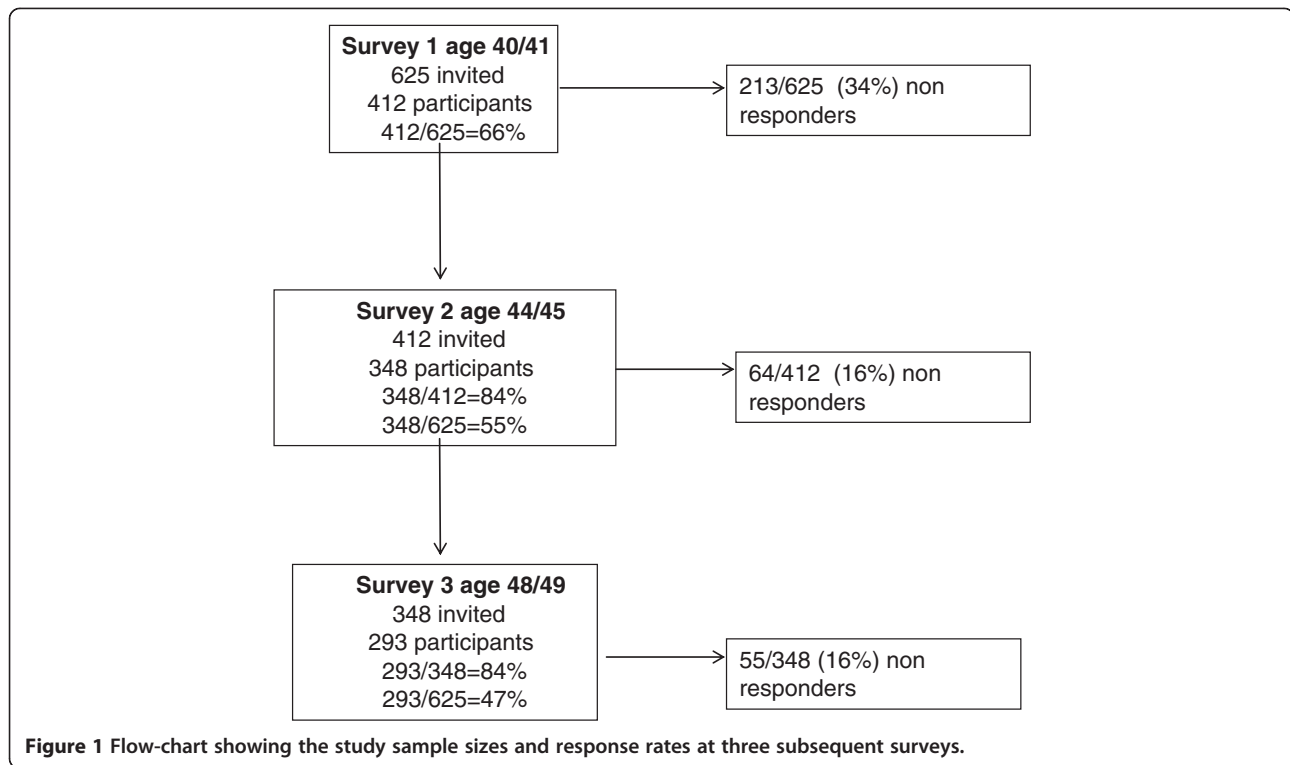 Survey 1 age 40/41
625 invited
412 participants
412/625=66%
213/625 (34%) non
responders
Survey 2 age 44/45
412 invited
348 participants
348/412=84%
348/625=55%
64/412 (16%) non
responders
Survey 3 age 48/49
348 invited
293 participants
293/348=84%
293/625=47%
55/348 (16%) non
responders
Figure 1 Flow-chart showing the study sample sizes and response rates at three subsequent surveys.